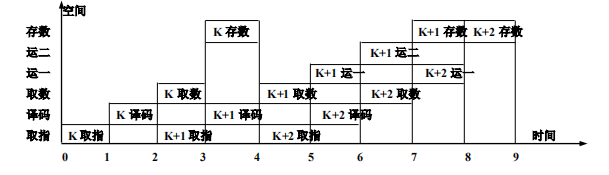 空间
存数 K 存数 K+1 存数 K+2 存数
运二 K+1 运二
运一 K+1 运一 K+2 运一
取数 K 取数 K+1 取数 K+2 取数
译码 K 译码 K+1 译码 K+2 译码
取指 K 取指 K+1 取指 K+2 取指 时间
0 1 2 3 4 5 6 7 8 9